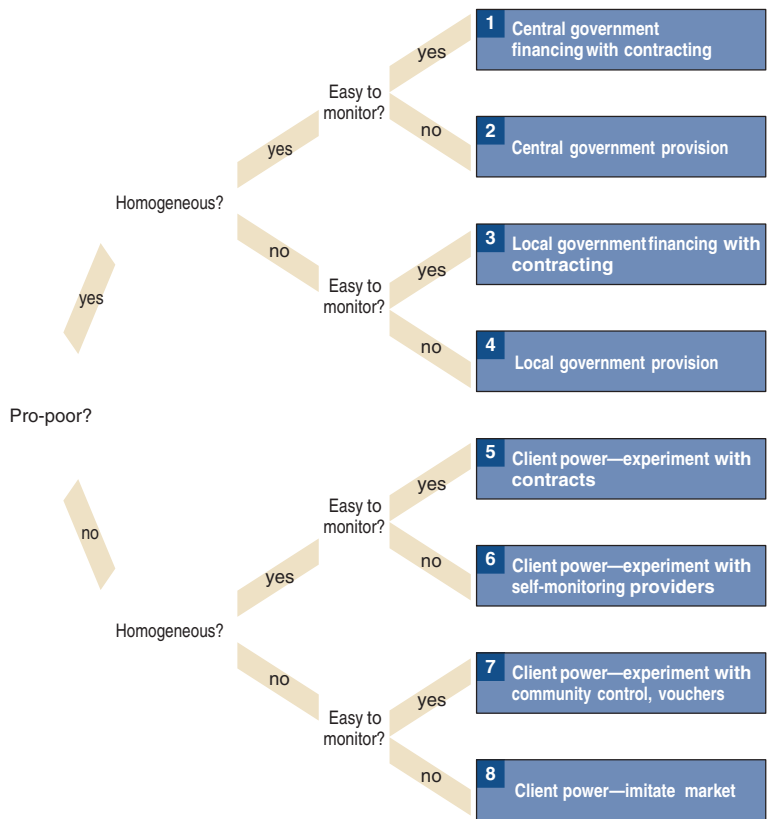 1 Central government
financing with contracting
yes
Easy to
monitor?
no
2 Central government provision
yes
Homogeneous?
no
3 Local government financing with
contracting
yes
Easy to
monitor?
no
4 Local government provision
yes
Pro-poor?
no
5 Client power—experiment with
contracts
yes
Easy to
monitor?
no
6 Client power—experiment with
self-monitoring providers
yes
Homogeneous?
no
7 Client power—experiment with
community control, vouchers
yes
Easy to
monitor?
no
8 Client power—imitate market